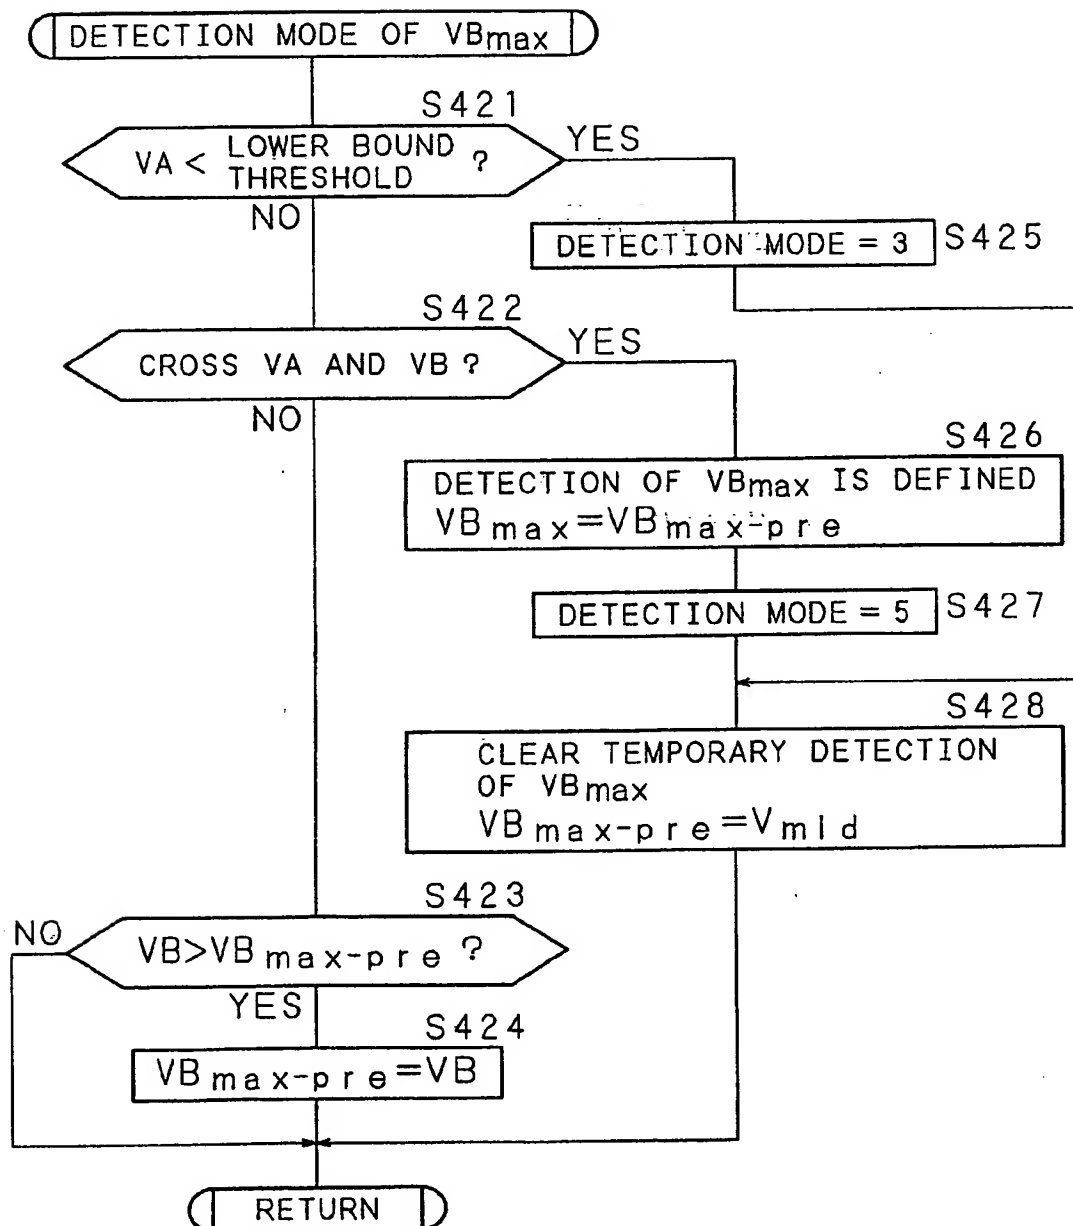 DETECTION MODE OF VBmax
S421
VA < LOWER BOUND THRESHOLD ?
YES
NO
DETECTION MODE = 3
S425
S422
CROSS VA AND VB ?
YES
NO
S426
DETECTION OF VBmax IS DEFINED
VBmax=VBmax-pre
DETECTION MODE = 5
S427
S428
CLEAR TEMPORARY DETECTION
OF VBmax
VBmax-pre=Vmid
S423
NO
VB>VBmax-pre ?
YES
S424
VBmax-pre=VB
RETURN